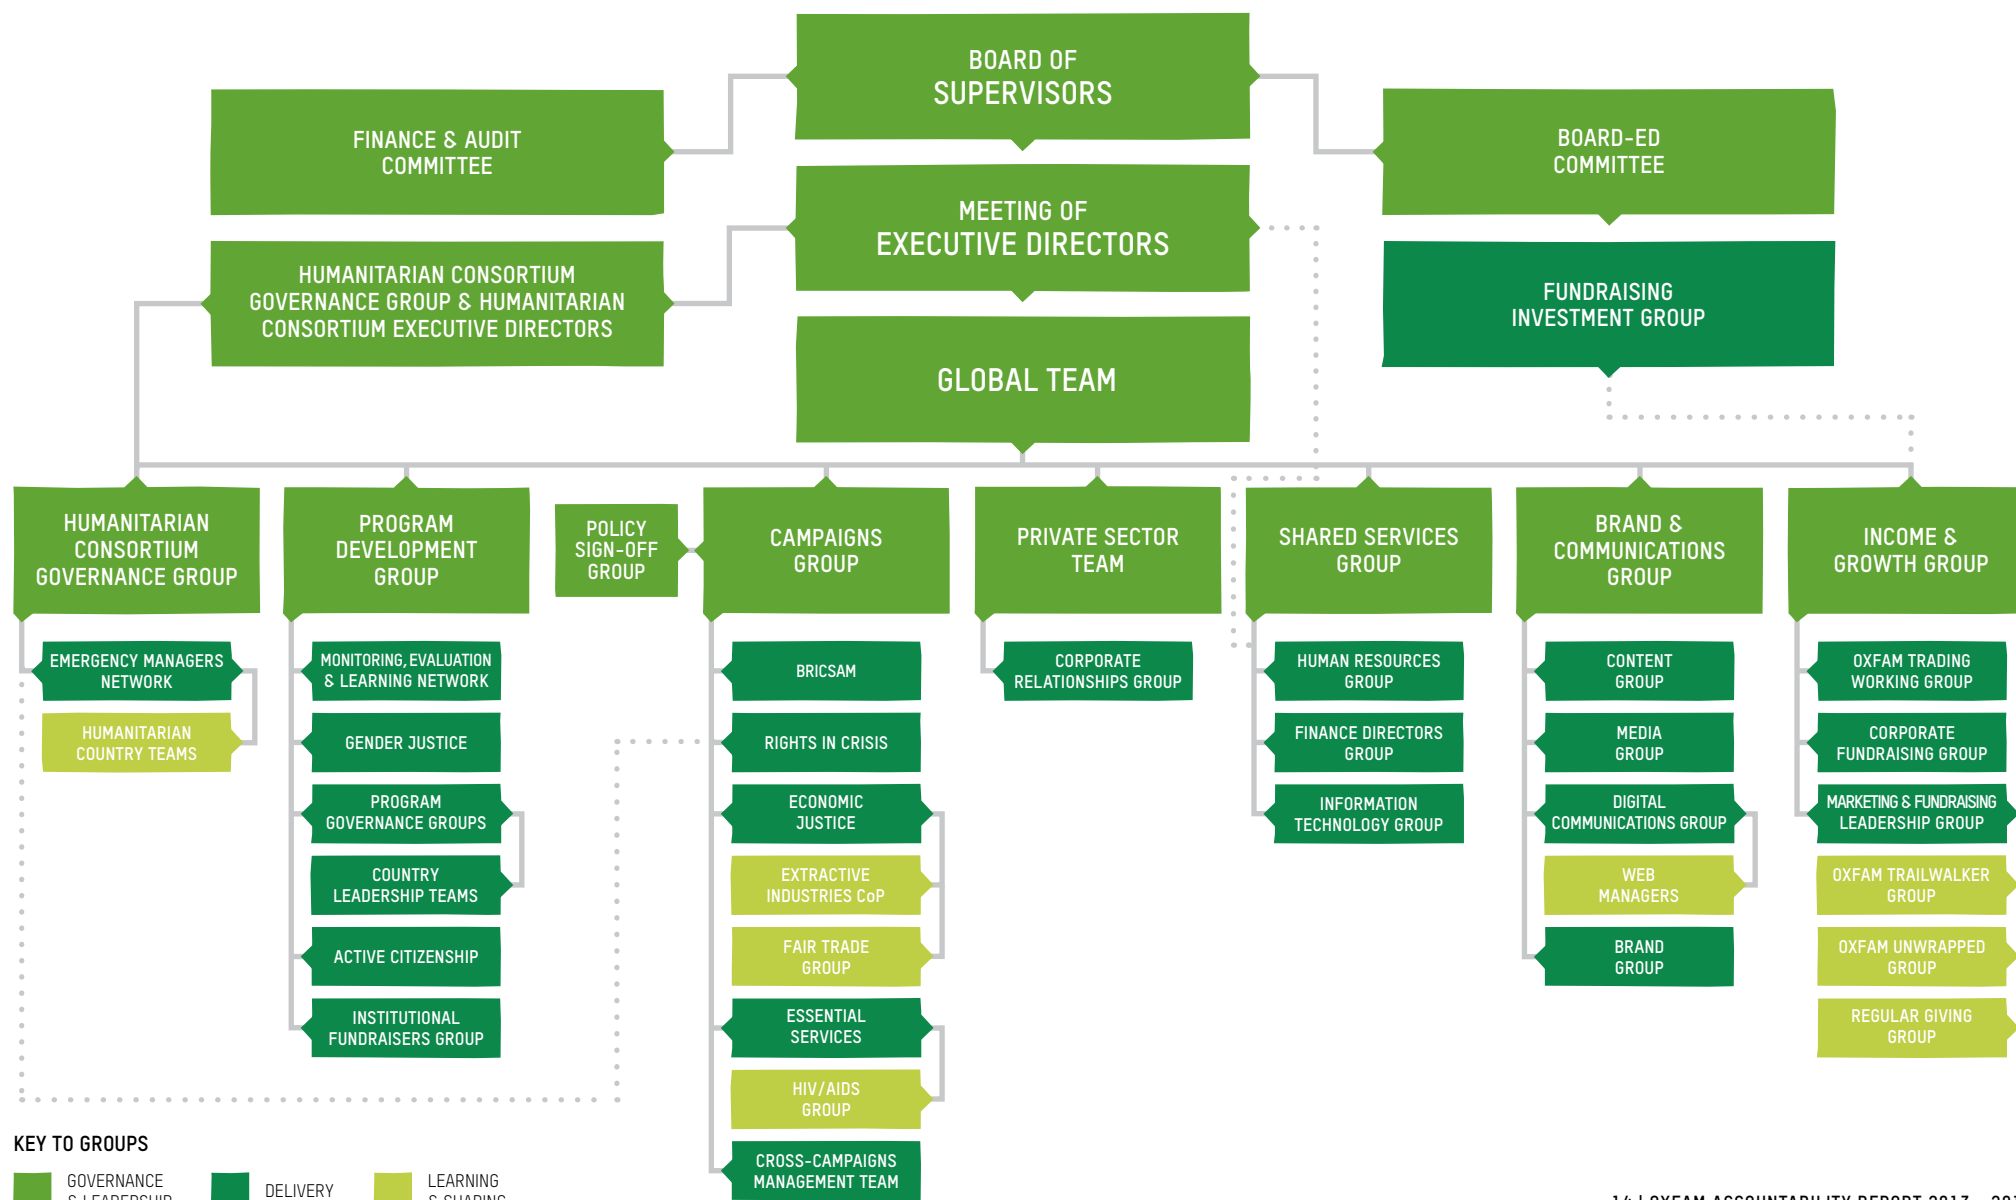 BOARD OF
SUPERVISORS
FINANCE & AUDIT
COMMITTEE
BOARD-ED
COMMITTEE
MEETING OF
EXECUTIVE DIRECTORS
HUMANITARIAN CONSORTIUM
GOVERNANCE GROUP & HUMANITARIAN
CONSORTIUM EXECUTIVE DIRECTORS
FUNDRAISING
INVESTMENT GROUP
GLOBAL TEAM
HUMANITARIAN
CONSORTIUM
GOVERNANCE GROUP
EMERGENCY MANAGERS
NETWORK
HUMANITARIAN
COUNTRY TEAMS
PROGRAM
DEVELOPMENT
GROUP
MONITORING, EVALUATION
& LEARNING NETWORK
GENDER JUSTICE
PROGRAM
GOVERNANCE GROUPS
COUNTRY
LEADERSHIP TEAMS
ACTIVE CITIZENSHIP
INSTITUTIONAL
FUNDRAISERS GROUP
POLICY
SIGN-OFF
GROUP
CAMPAIGNS
GROUP
BRICSAM
RIGHTS IN CRISIS
ECONOMIC
JUSTICE
EXTRACTIVE
INDUSTRIES CoP
FAIR TRADE
GROUP
ESSENTIAL
SERVICES
HIV/AIDS
GROUP
CROSS-CAMPAIGNS
MANAGEMENT TEAM
PRIVATE SECTOR
TEAM
CORPORATE
RELATIONSHIPS GROUP
SHARED SERVICES
GROUP
HUMAN RESOURCES
GROUP
FINANCE DIRECTORS
GROUP
INFORMATION
TECHNOLOGY GROUP
BRAND &
COMMUNICATIONS
GROUP
CONTENT
GROUP
MEDIA
GROUP
DIGITAL
COMMUNICATIONS GROUP
WEB
MANAGERS
BRAND
GROUP
INCOME &
GROWTH GROUP
OXFAM TRADING
WORKING GROUP
CORPORATE
FUNDRAISING GROUP
MARKETING & FUNDRAISING
LEADERSHIP GROUP
OXFAM TRAILWALKER
GROUP
OXFAM UNWRAPPED
GROUP
REGULAR GIVING
GROUP
KEY TO GROUPS
GOVERNANCE
& LEADERSHIP
DELIVERY
LEARNING
& SHARING
14 | OXFAM ACCOUNTABILITY REPORT 2013 -